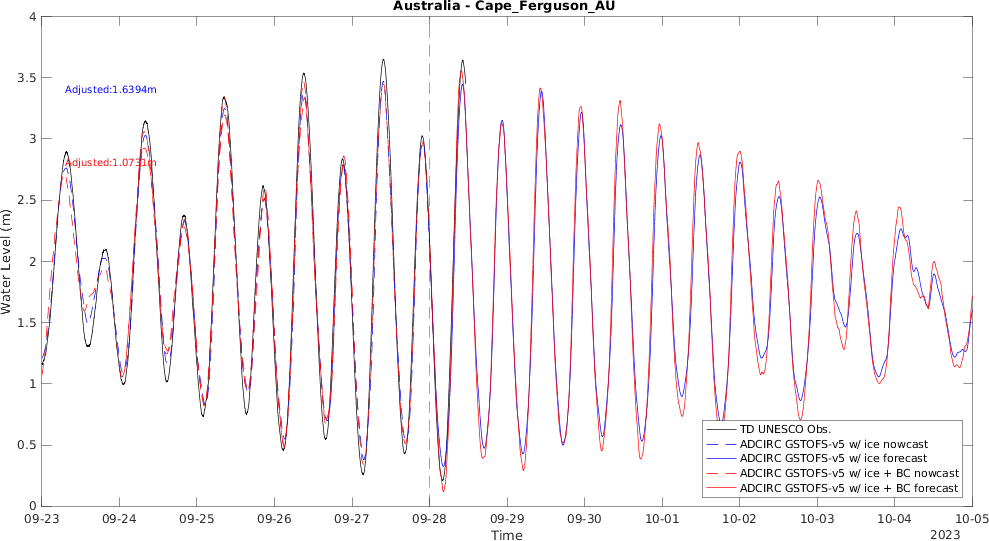 Australia - Cape_Ferguson_AU
4
3.5
3
2.5
2
1.5
1
0.5
0
Water Level (m)
Adjusted:1.6394m
Adjusted:1.0731m
TD UNESCO Obs.
ADCIRC GSTOFS-v5 w/ ice nowcast
ADCIRC GSTOFS-v5 w/ ice forecast
ADCIRC GSTOFS-v5 w/ ice + BC nowcast
ADCIRC GSTOFS-v5 w/ ice + BC forecast
09-23 09-24 09-25 09-26 09-27 09-28 09-29 09-30 10-01 10-02 10-03 10-04 10-05
Time
2023